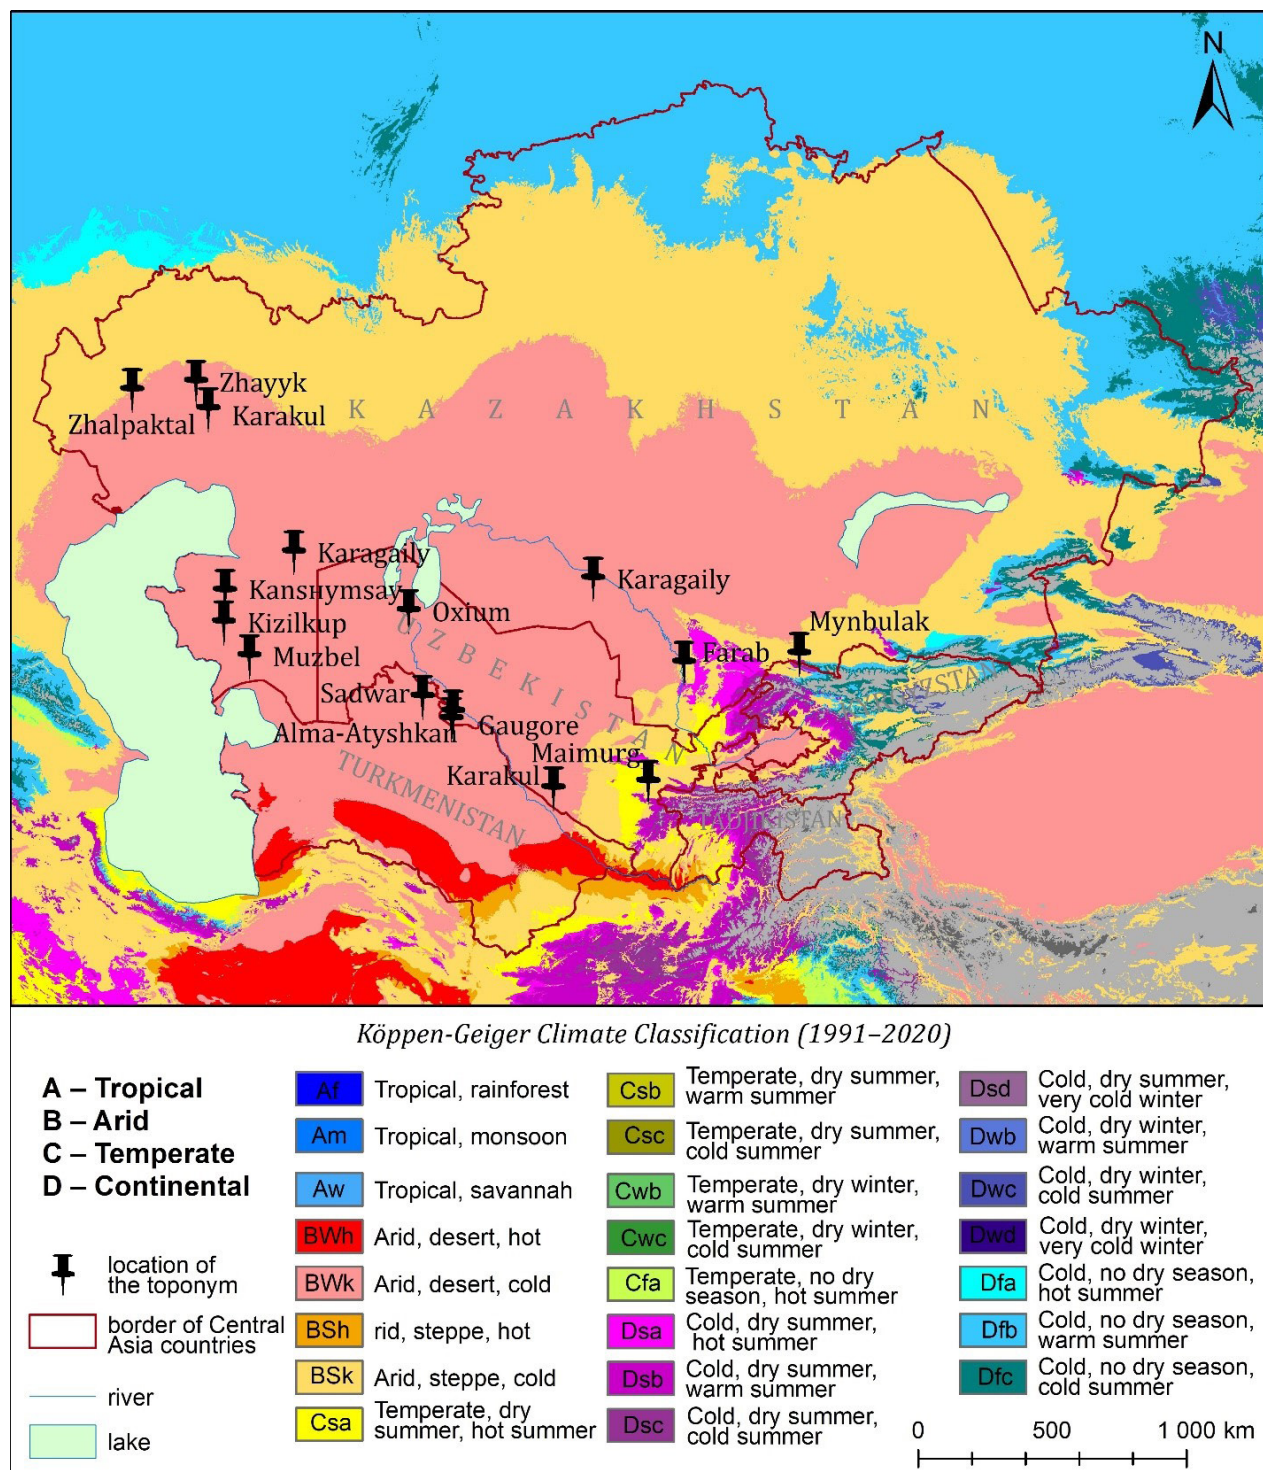 N
Zhayyk
Zhalpaktal
Karakul
KAZAKHSTAN
Karagaily
Karagaily
Kansнymsay
Oxium
Kizilkup
Mynbulak
Muzbel
Farab
UZBEKISTAN
Sadwar
Gaugore
Alma-Atyshkan
Maimurg
Karakul
TURKMENISTAN
TADJIKISTAN
Köppen-Geiger Climate Classification (1991–2020)
A – Tropical
B – Arid
C – Temperate
D – Continental
location of
the toponym
border of Central
Asia countries
river
lake
Af Tropical, rainforest
Am Tropical, monsoon
Aw Tropical, savannah
BWh Arid, desert, hot
BWk Arid, desert, cold
BSh rid, steppe, hot
BSk Arid, steppe, cold
Csa Temperate, dry
summer, hot summer
Csb Temperate, dry summer,
warm summer
Csc Temperate, dry summer,
cold summer
Cwb Temperate, dry winter,
warm summer
Cwc Temperate, dry winter,
cold summer
Cfa Temperate, no dry
season, hot summer
Dsa Cold, dry summer,
hot summer
Dsb Cold, dry summer,
warm summer
Dsc Cold, dry summer,
cold summer
Dsd Cold, dry summer,
very cold winter
Dwb Cold, dry winter,
warm summer
Dwc Cold, dry winter,
cold summer
Dwd Cold, dry winter,
very cold winter
Dfa Cold, no dry season,
hot summer
Dfb Cold, no dry season,
warm summer
Dfc Cold, no dry season,
cold summer
0 500 1 000 km